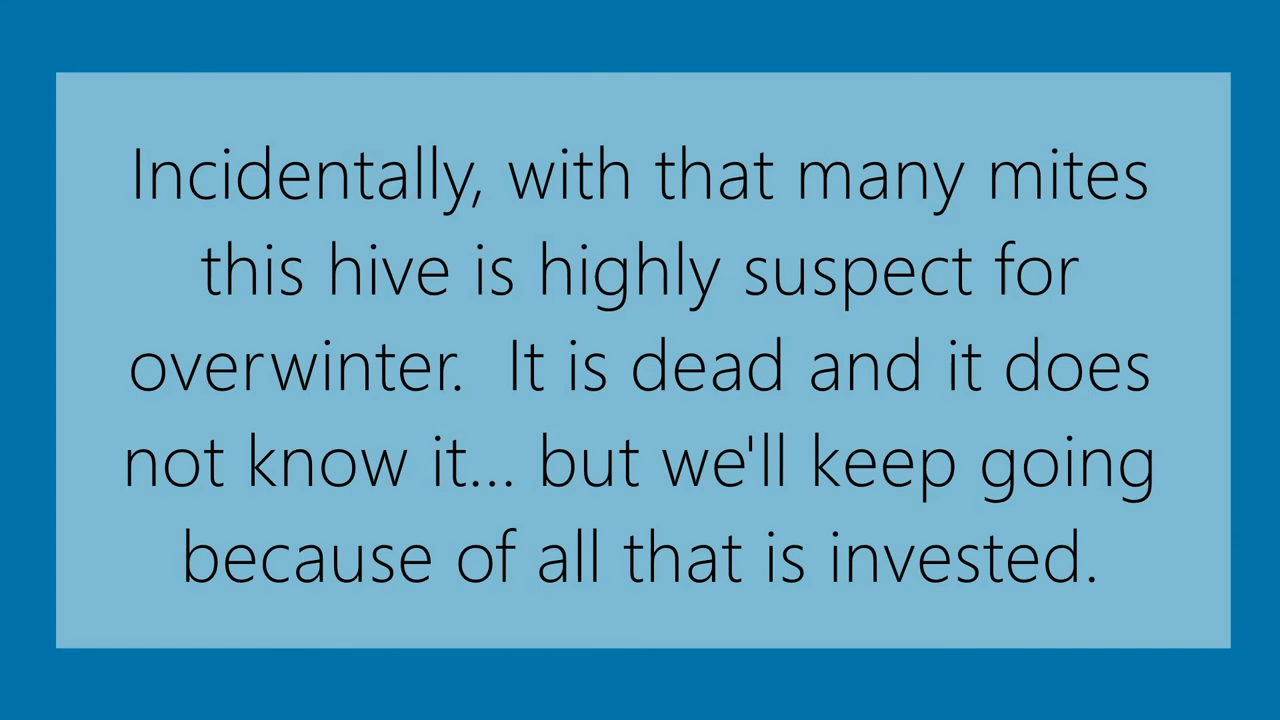 Incidentally, with that many mites
this hive is highly suspect for
overwinter.  It is dead and it does
not know it... but we'll keep going
because of all that is invested.